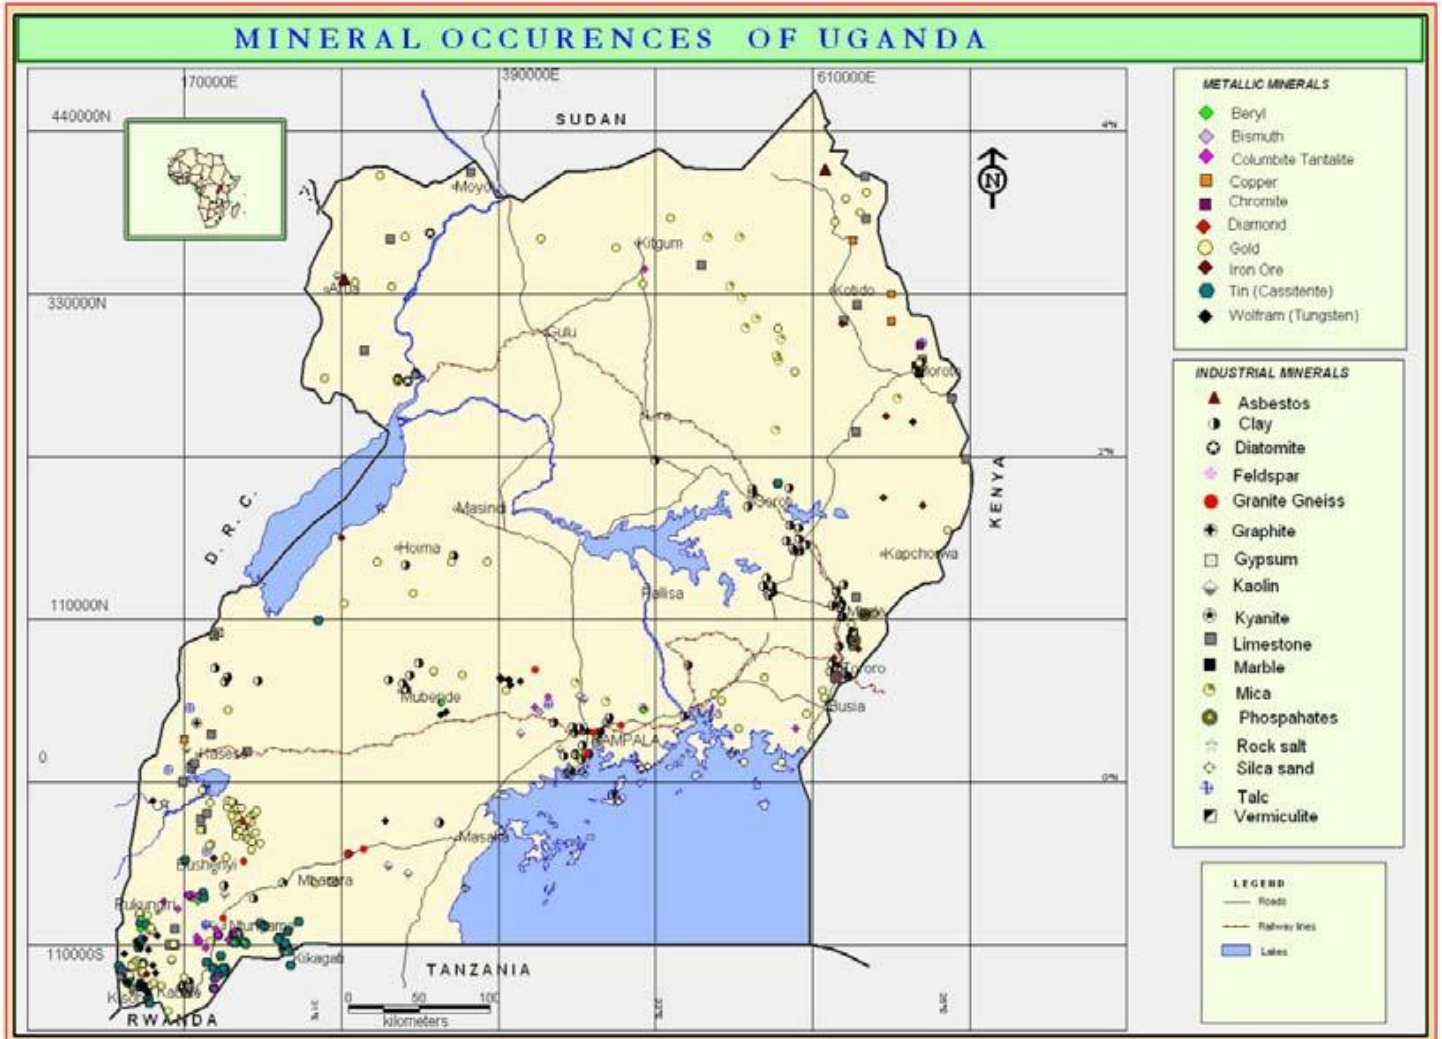 MINERAL OCCURENCES OF UGANDA
170000E
390000E
610000E
440000N
SUDAN
4°N
N
Moyo
Kitgum
Arua
330000N
Kotido
Gulu
Moroto
Lira
2°N
D. R. C.
KENYA
Soroti
Masindi
Hoima
Kapchorwa
Pallisa
110000N
Mbale
Tororo
Mubende
Busia
KAMPALA
Kasese
0
0°N
Masaka
Bushenyi
Mbarara
Rukungiri
Ntungamo
110000S
Kikagati
TANZANIA
Kabale
RWANDA
0 50 100
kilometers
METALLIC MINERALS
Beryl
Bismuth
Columbite Tantalite
Copper
Chromite
Diamond
Gold
Iron Ore
Tin (Cassitente)
Wolfram (Tungsten)
INDUSTRIAL MINERALS
Asbestos
Clay
Diatomite
Feldspar
Granite Gneiss
Graphite
Gypsum
Kaolin
Kyanite
Limestone
Marble
Mica
Phospahates
Rock salt
Silca sand
Talc
Vermiculite
LEGEND
Roads
Railway lines
Lakes